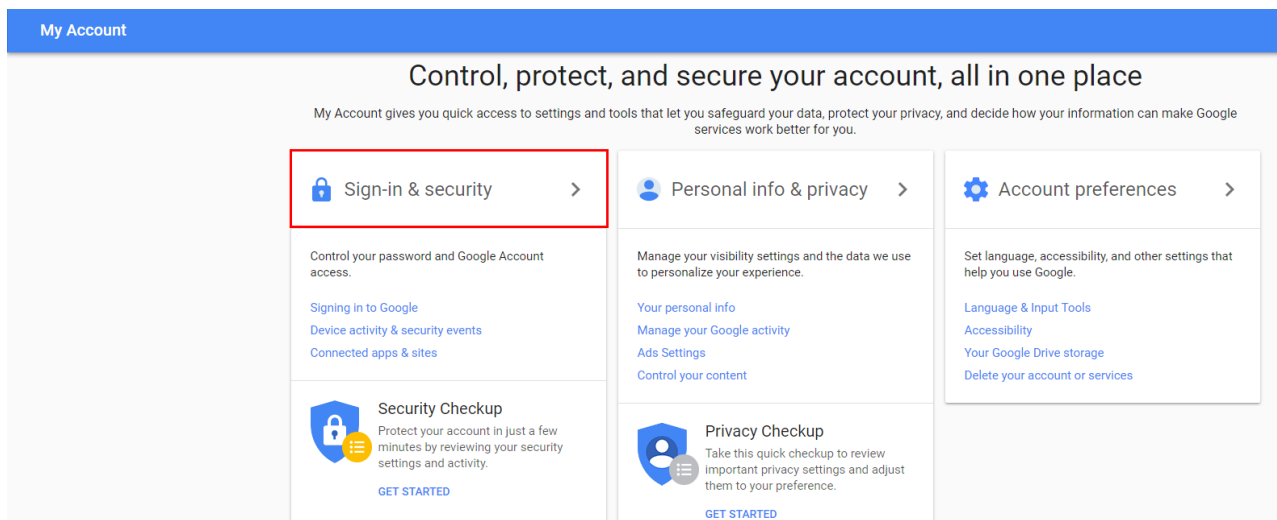 My Account
Control, protect, and secure your account, all in one place
My Account gives you quick access to settings and tools that let you safeguard your data, protect your privacy, and decide how your information can make Google
services work better for you.
Sign-in & security
Control your password and Google Account
access.
Signing in to Google
Device activity & security events
Connected apps & sites
Security Checkup
Protect your account in just a few
minutes by reviewing your security
settings and activity.
GET STARTED
Personal info & privacy
Manage your visibility settings and the data we use
to personalize your experience.
Your personal info
Manage your Google activity
Ads Settings
Control your content
Privacy Checkup
Take this quick checkup to review
important privacy settings and adjust
them to your preference.
GET STARTED
Account preferences
Set language, accessibility, and other settings that
help you use Google.
Language & Input Tools
Accessibility
Your Google Drive storage
Delete your account or services